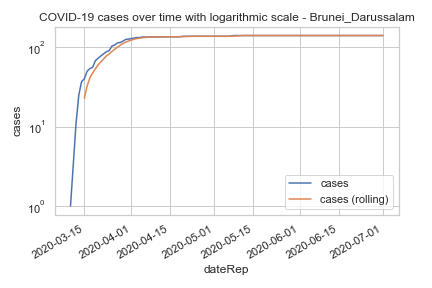 COVID-19 cases over time with logarithmic scale - Brunei_Darussalam
cases
10²
10¹
10⁰
cases
cases (rolling)
2020-03-15
2020-04-01
2020-04-15
2020-05-01
2020-05-15
2020-06-01
2020-06-15
2020-07-01
dateRep